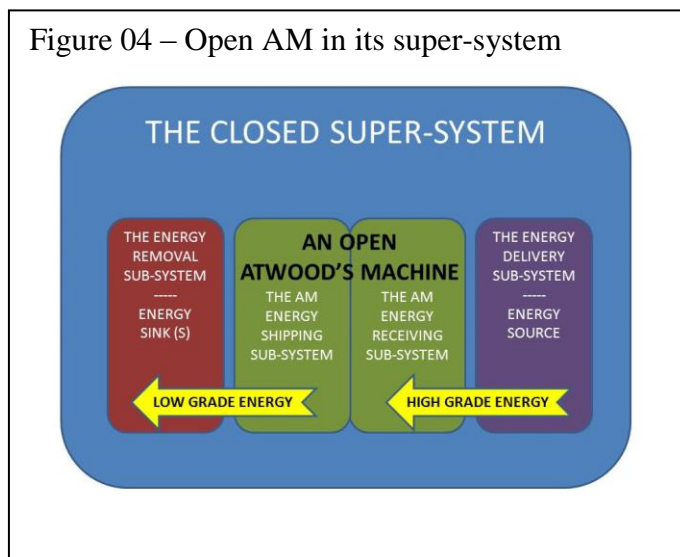 Figure 04 – Open AM in its super-system
THE CLOSED SUPER-SYSTEM
THE ENERGY
REMOVAL
SUB-SYSTEM
-----
ENERGY
SINK (S)
AN OPEN
ATWOOD'S MACHINE
THE AM
ENERGY
SHIPPING
SUB-SYSTEM
THE AM
ENERGY
RECEIVING
SUB-SYSTEM
THE ENERGY
DELIVERY
SUB-SYSTEM
-----
ENERGY
SOURCE
LOW GRADE ENERGY
HIGH GRADE ENERGY